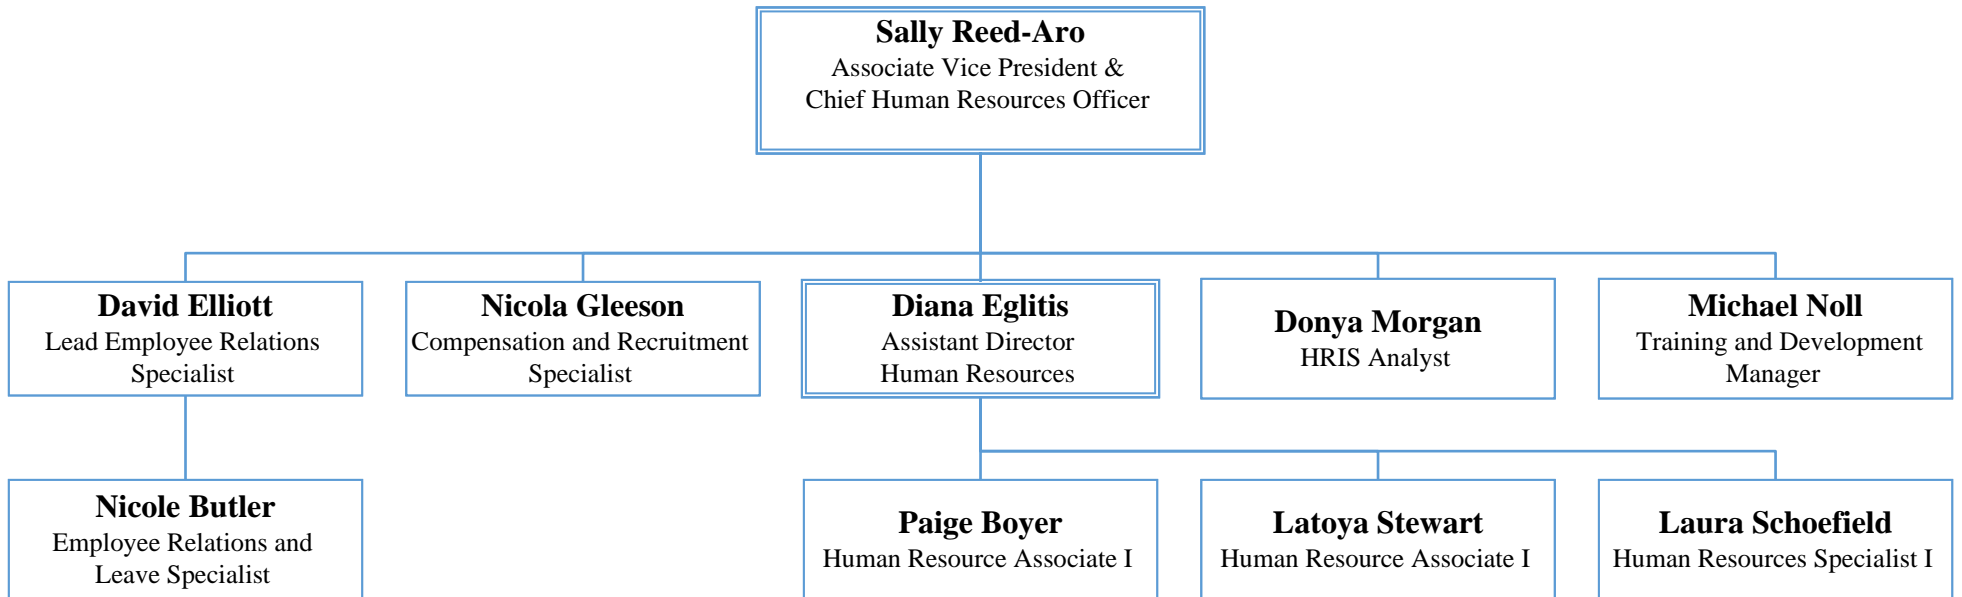 Sally Reed-Aro
Associate Vice President &
Chief Human Resources Officer
David Elliott
Lead Employee Relations
Specialist
Nicola Gleeson
Compensation and Recruitment
Specialist
Diana Eglitis
Assistant Director
Human Resources
Donya Morgan
HRIS Analyst
Michael Noll
Training and Development
Manager
Nicole Butler
Employee Relations and
Leave Specialist
Paige Boyer
Human Resource Associate I
Latoya Stewart
Human Resource Associate I
Laura Schoefield
Human Resources Specialist I